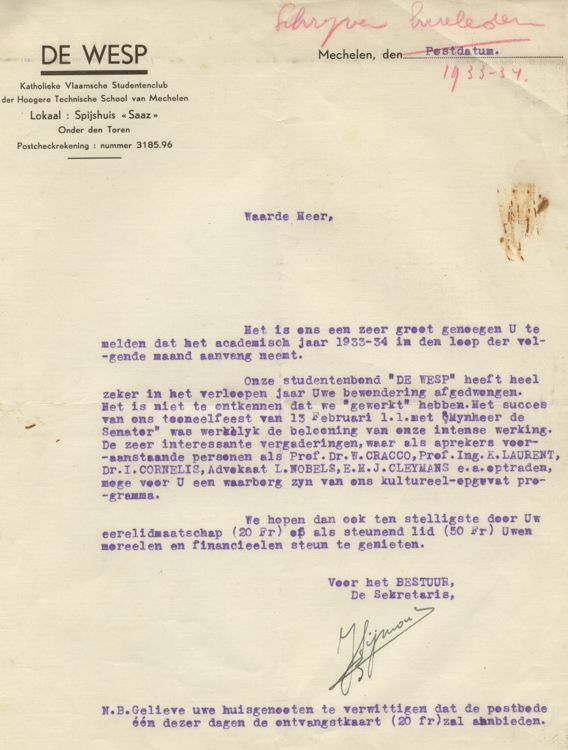 Schrijven Eereleden
DE WESP
Mechelen, den Postdatum.
1933-34.
Katholieke Vlaamsche Studentenclub
der Hoogere Technische School van Mechelen
Lokaal : Spijshuis «Saaz»
Onder den Toren
Postcheckrekening : nummer 3185.96
Waarde Heer,
Het is ons een zeer groot genoegen U te
melden dat het academisch jaar 1933-34 in den loop der vol-
-gende maand aanvang neemt.
Onze studentenbond "DE WESP" heeft heel
zeker in het verloopen jaar Uwe bewondering afgedwongen.
Het is niet te ontkennen dat we "gewerkt" hebben.Het succes
van ons tooneelfeest van 13 Februari l.l.met "Mynheer de
Senator" was werkelyk de belooning van onze intense werking.
De zeer interessante vergaderingen,waar als sprekers voor-
-aanstaande personen als Prof.Dr.W.CRACCO,Prof.Ing.E.LAURENT,
Dr.I.CORNELIS,Advokaat L.NOBELS,E.H.J.CLEYMANS e.a.optraden,
moge voor U een waarborg zyn van ons kultureel-opgevat pro-
-gramma.
We hopen dan ook ten stelligste door Uw
eerelidmaatschap (20 Fr) of als steunend lid (50 Fr) Uwen
moreelen en financieelen steun te genieten.
Voor het BESTUUR,
De Sekretaris,
N.B.Gelieve uwe huisgenooten te verwittigen dat de postbode
één dezer dagen de ontvangstkaart (20 fr)zal aanbieden.